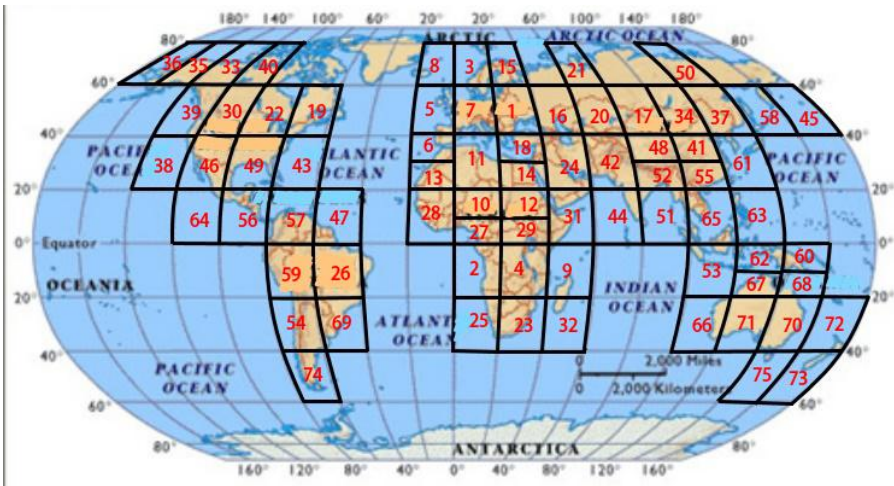 180° 140° 100° 60° 20° 20° 60° 100° 140° 180°
ARCTIC ARCTIC OCEAN
80° 80°
36 35 33 40 8 3 15 21 50
60° 60°
39 30 22 19 5 7 1 16 20 17 34 37 58 45
40° 40°
6 18 48 41
PACIF ATLANTIC PACIFIC
OCEA OCEAN OCEAN
38 46 49 43 11 24 42 61
13 14 52 55
20° 20°
64 56 57 47 28 10 12 31 44 51 65 63
27 29
0° Equator 0°
59 26 2 4 9 53 62 60
OCEANIA INDIAN
OCEAN
67 68
20° 20°
54 69 ATLANT 25 23 32 66 71 70 72
OCEAN
40° 40°
PACIFIC
OCEAN
74 75 73
0 2,000 Miles
0 2,000 Kilometers
60° 60°
80° ANTARCTICA 80°
160° 120° 80° 40° 0° 40° 80° 120° 160°